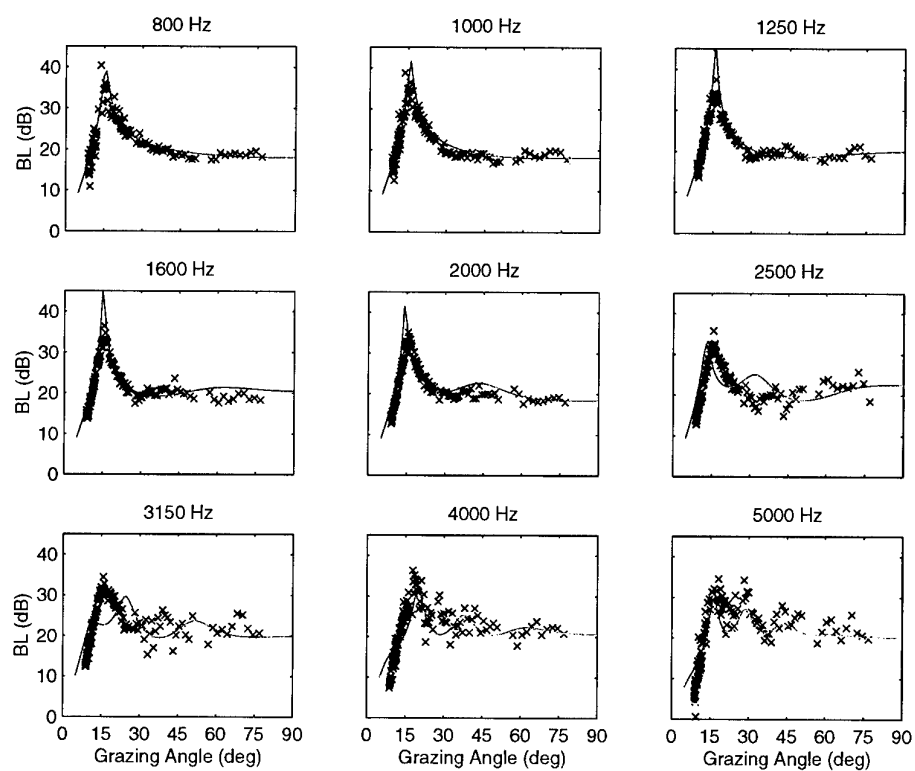 800 Hz
1000 Hz
1250 Hz
40
30
20
10
0
BL (dB)
1600 Hz
2000 Hz
2500 Hz
40
30
20
10
0
BL (dB)
3150 Hz
4000 Hz
5000 Hz
40
30
20
10
0
BL (dB)
0 15 30 45 60 75 90
0 15 30 45 60 75 90
0 15 30 45 60 75 90
Grazing Angle (deg)
Grazing Angle (deg)
Grazing Angle (deg)